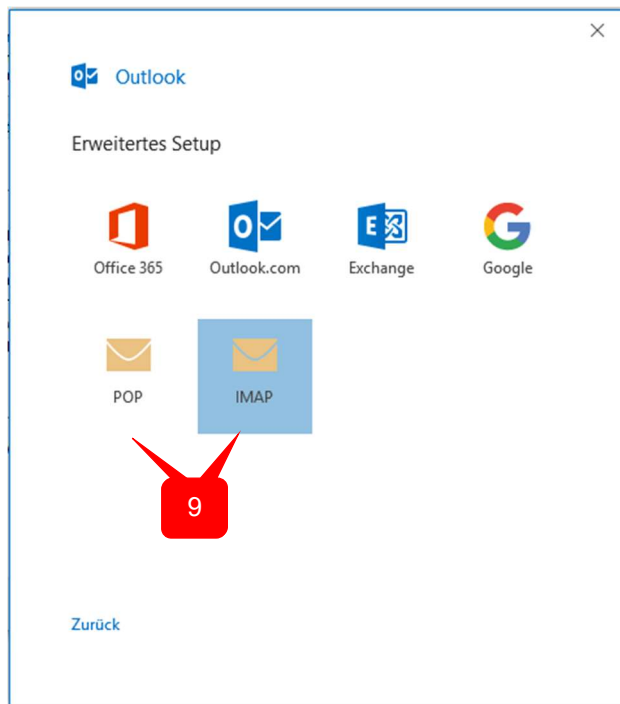 Outlook
Erweitertes Setup
Office 365
Outlook.com
Exchange
Google
POP
IMAP
9
Zurück